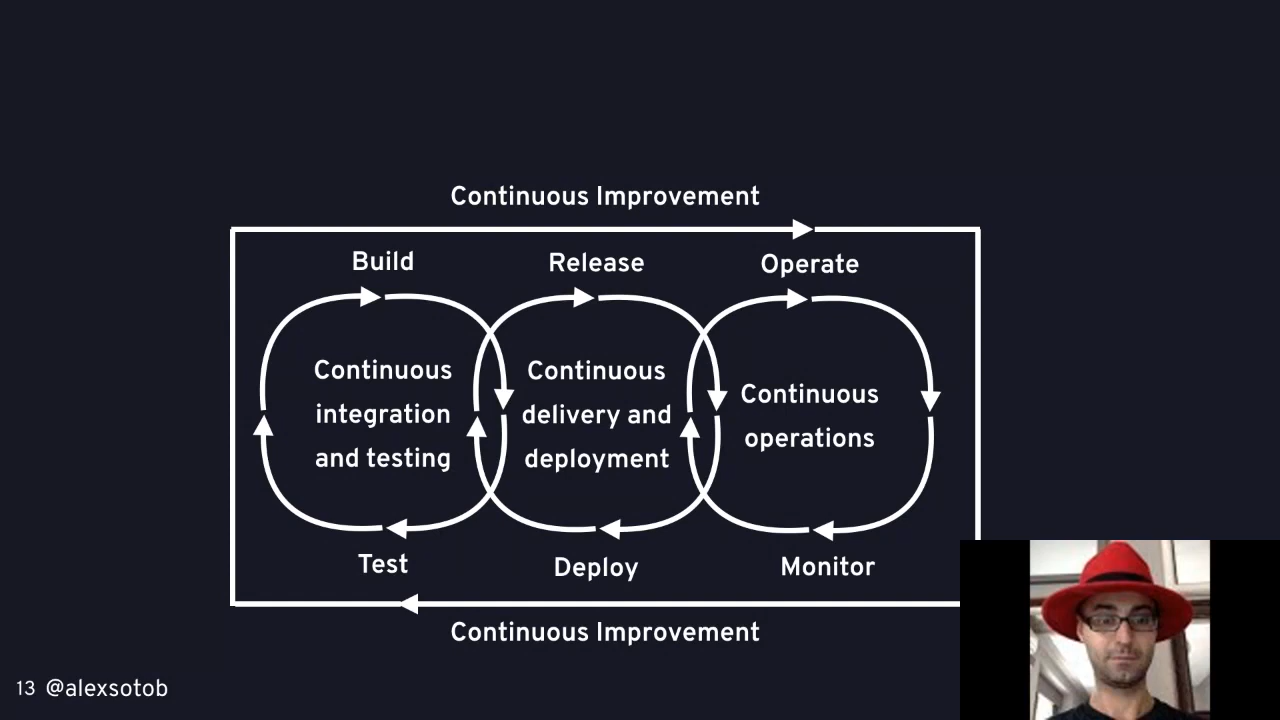 Continuous Improvement
Build
Release
Operate
Continuous
integration
and testing
Continuous
delivery and
deployment
Continuous
operations
Test
Deploy
Monitor
Continuous Improvement
13 @alexsotob